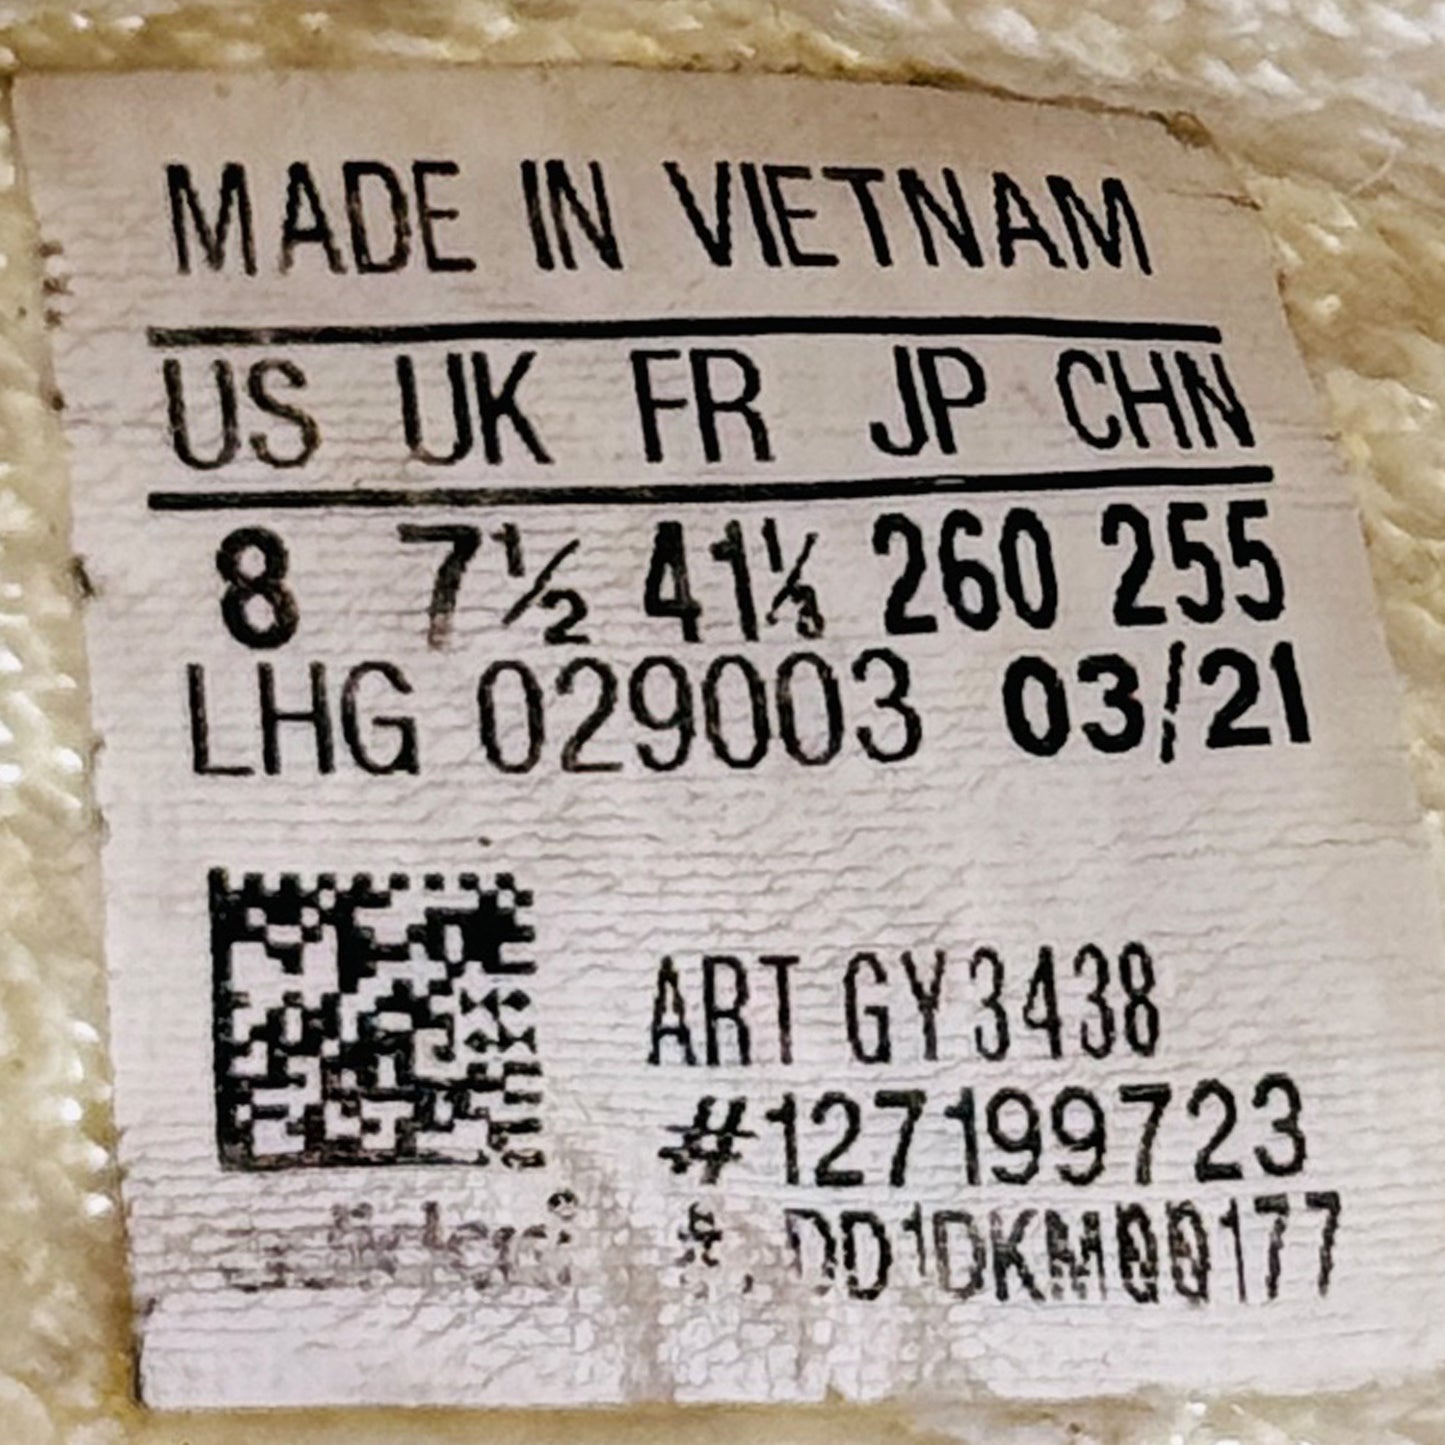 MADE IN VIETNAM
US UK FR JP CHN
8 7½ 41⅓ 260 255
LHG 029003 03/21
ART GY3438
#127199723
DD1DKM00177